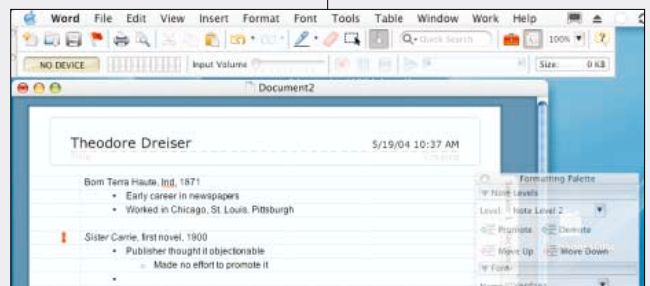 Word File Edit View Insert Format Font Tools Table Window Work Help
Quick Search 100%
NO DEVICE Input Volume Size: 0 KB
Document2
Theodore Dreiser 5/19/04 10:37 AM
Title
Born Terra Haute, Ind, 1871
• Early career in newspapers
• Worked in Chicago, St. Louis, Pittsburgh
Sister Carrie, first novel, 1900
• Publisher thought it objectionable
○ Made no effort to promote it
•
Formatting Palette
Note Levels
Level: Note Level 2
Promote Demote
Move Up Move Down
Font